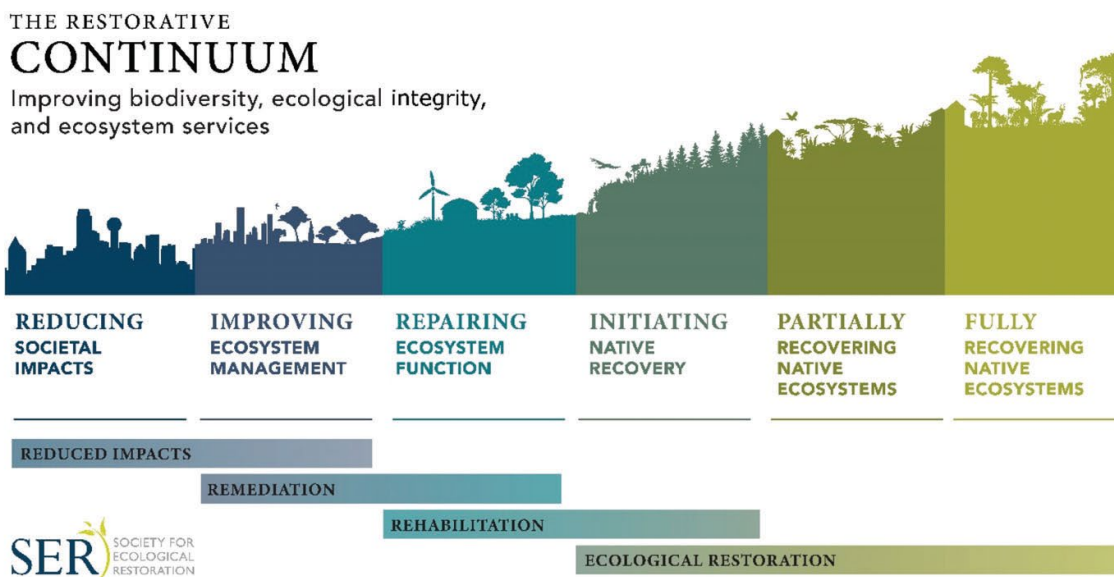 THE RESTORATIVE
CONTINUUM
Improving biodiversity, ecological integrity,
and ecosystem services
REDUCING
SOCIETAL
IMPACTS
IMPROVING
ECOSYSTEM
MANAGEMENT
REPAIRING
ECOSYSTEM
FUNCTION
INITIATING
NATIVE
RECOVERY
PARTIALLY
RECOVERING
NATIVE
ECOSYSTEMS
FULLY
RECOVERING
NATIVE
ECOSYSTEMS
REDUCED IMPACTS
REMEDIATION
REHABILITATION
ECOLOGICAL RESTORATION
SER
SOCIETY FOR
ECOLOGICAL
RESTORATION